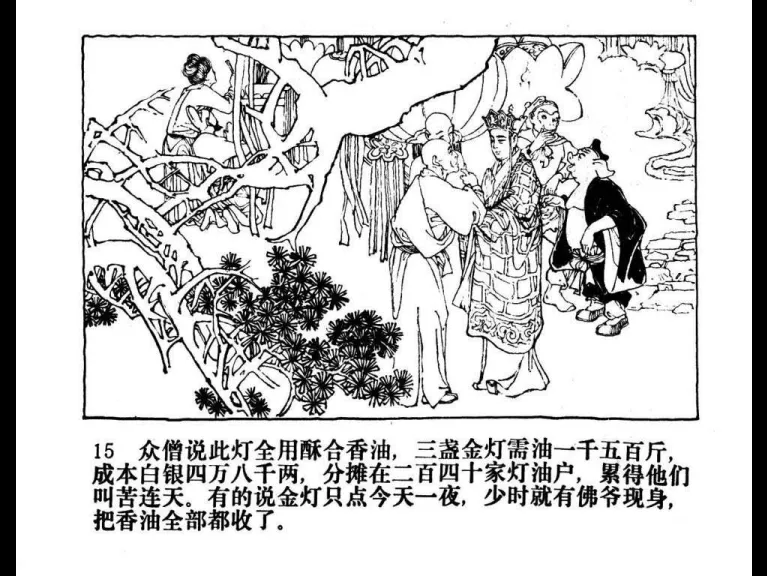 15 众僧说此灯全用酥合香油，三盏金灯需油一千五百斤，
成本白银四万八千两，分摊在二百四十家灯油户，累得他们
叫苦连天。有的说金灯只点今天一夜，少时就有佛爷现身，
把香油全部都收了。